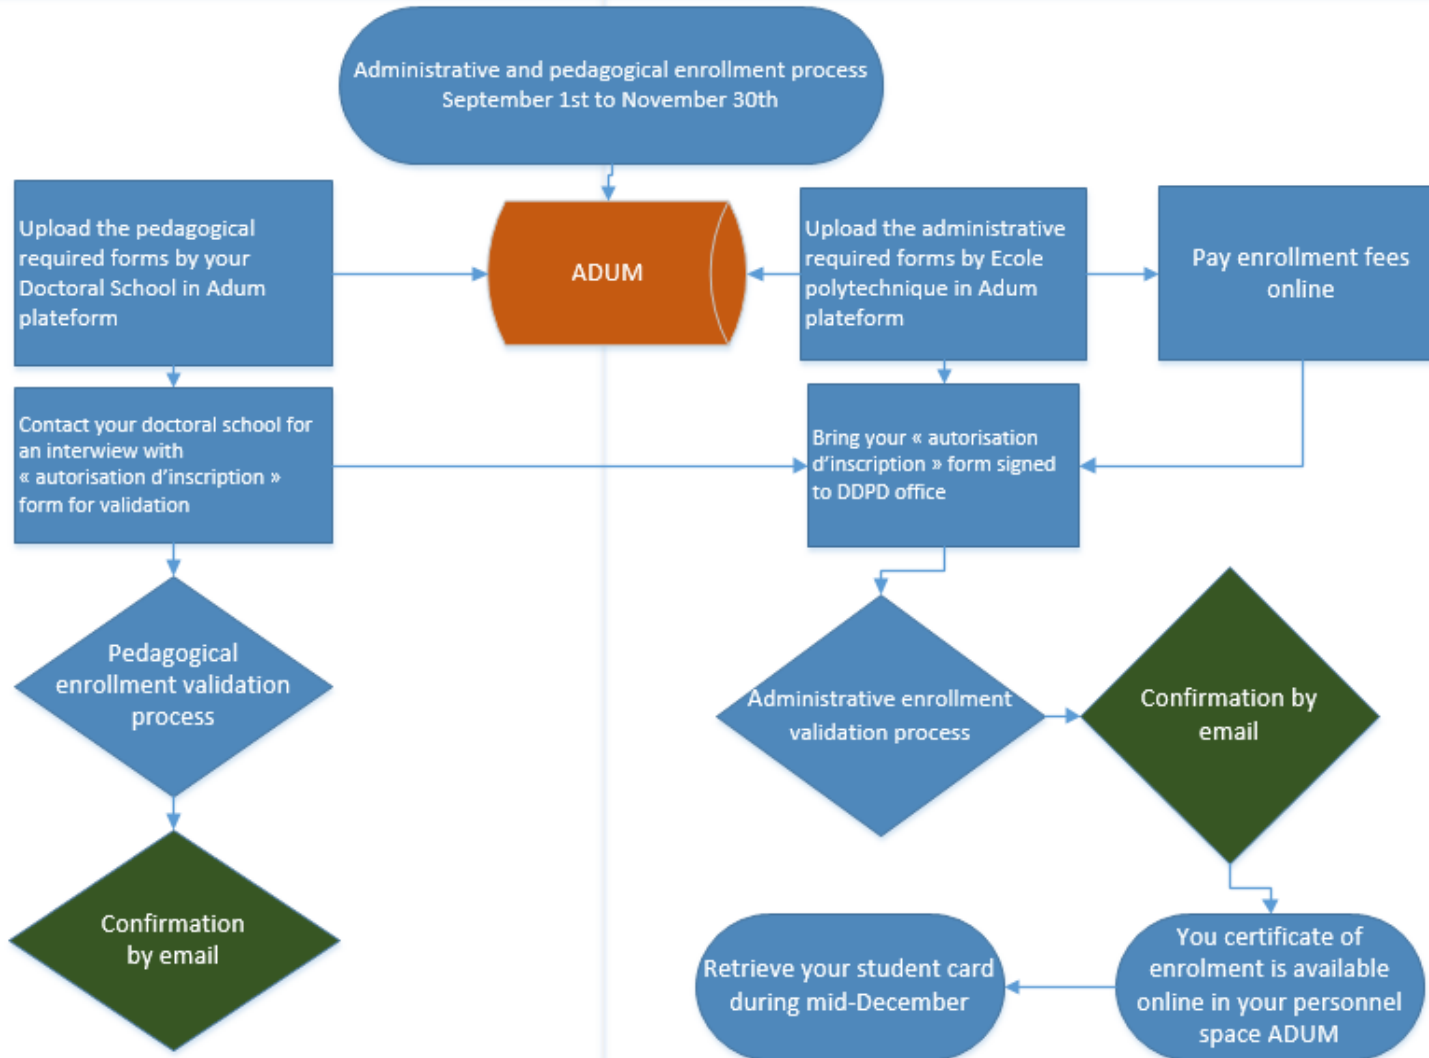 Administrative and pedagogical enrollment process
September 1st to November 30th
Upload the pedagogical
required forms by your
Doctoral School in Adum
plateform
ADUM
Upload the administrative
required forms by Ecole
polytechnique in Adum
plateform
Pay enrollment fees
online
Contact your doctoral school for
an interwiew with
« autorisation d'inscription »
form for validation
Bring your « autorisation
d'inscription » form signed
to DDPD office
Pedagogical
enrollment validation
process
Administrative enrollment
validation process
Confirmation by
email
Confirmation
by email
Retrieve your student card
during mid-December
You certificate of
enrolment is available
online in your personnel
space ADUM